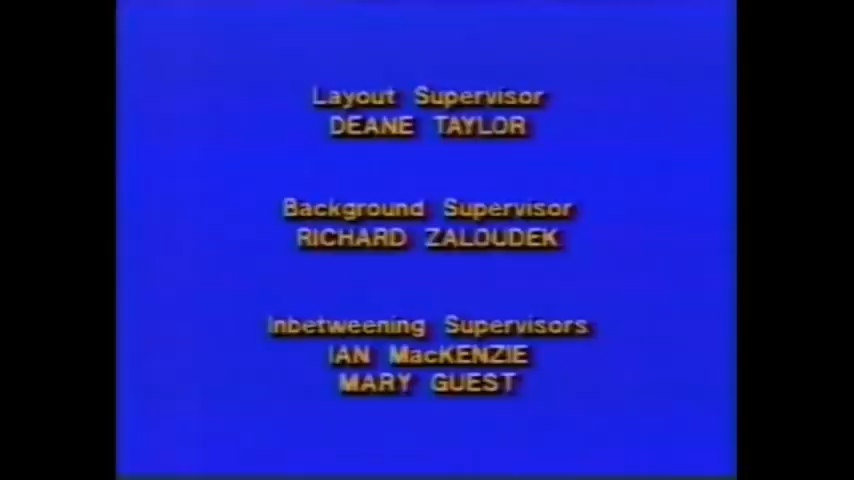 Layout Supervisor
DEANE TAYLOR
Background Supervisor
RICHARD ZALOUDEK
Inbetweening Supervisors
IAN MacKENZIE
MARY GUEST